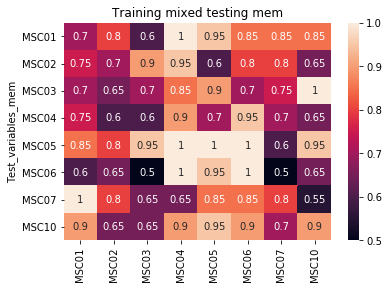 Training mixed testing mem
MSC01 0.7 0.8 0.6 1 0.95 0.85 0.85 0.85
MSC02 0.75 0.7 0.9 0.95 0.6 0.8 0.8 0.65
MSC03 0.7 0.65 0.7 0.85 0.9 0.7 0.75 1
MSC04 0.75 0.6 0.6 0.9 0.7 0.95 0.7 0.65
MSC05 0.85 0.8 0.95 1 1 1 0.6 0.95
MSC06 0.6 0.65 0.5 1 0.95 1 0.5 0.65
MSC07 1 0.8 0.65 0.65 0.85 0.85 0.8 0.55
MSC10 0.9 0.65 0.65 0.9 0.95 0.9 0.7 0.9
MSC01 MSC02 MSC03 MSC04 MSC05 MSC06 MSC07 MSC10
Test_variables_mem
1.0
0.9
0.8
0.7
0.6
0.5